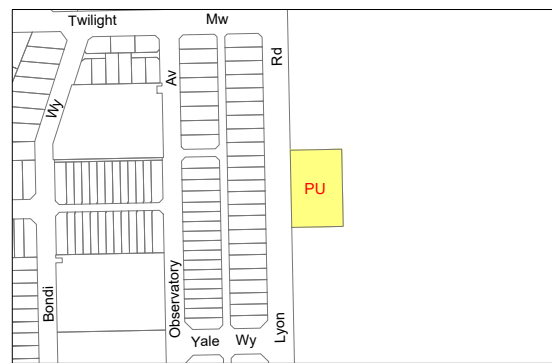 Twilight Mw
Rd
Av
Wy
PU
Observatory
Bondi
Lyon
Yale Wy